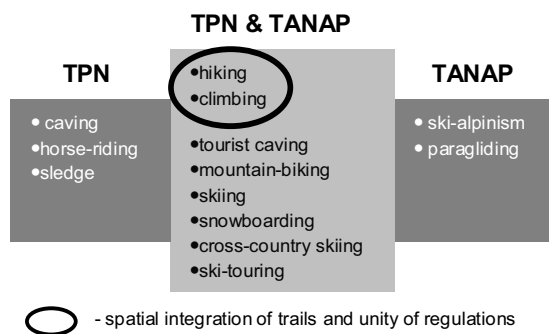 TPN & TANAP
TPN
TANAP
• caving
•horse-riding
•sledge
•hiking
•climbing
•tourist caving
•mountain-biking
•skiing
•snowboarding
•cross-country skiing
•ski-touring
• ski-alpinism
• paragliding
- spatial integration of trails and unity of regulations